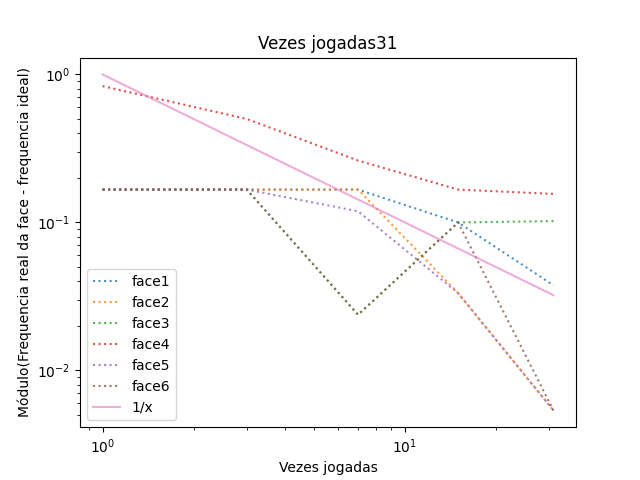 Vezes jogadas31
Módulo(Frequencia real da face - frequencia ideal)
10⁰
10⁻¹
10⁻²
face1
face2
face3
face4
face5
face6
1/x
10⁰
10¹
Vezes jogadas